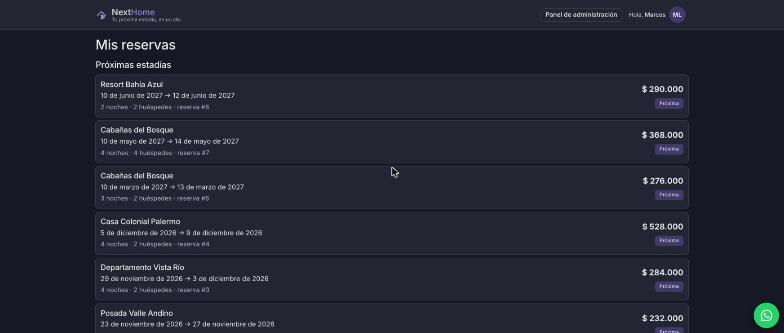 NextHome
Tu próxima estadía, en un clic
Panel de administración
Hola, Marcos
ML
Mis reservas
Próximas estadías
Resort Bahía Azul
10 de junio de 2027 → 12 de junio de 2027
2 noches · 2 huéspedes · reserva #8
$ 290.000
Próxima
Cabañas del Bosque
10 de mayo de 2027 → 14 de mayo de 2027
4 noches · 4 huéspedes · reserva #7
$ 368.000
Próxima
Cabañas del Bosque
10 de marzo de 2027 → 13 de marzo de 2027
3 noches · 2 huéspedes · reserva #6
$ 276.000
Próxima
Casa Colonial Palermo
5 de diciembre de 2026 → 9 de diciembre de 2026
4 noches · 2 huéspedes · reserva #4
$ 528.000
Próxima
Departamento Vista Río
29 de noviembre de 2026 → 3 de diciembre de 2026
4 noches · 2 huéspedes · reserva #3
$ 284.000
Próxima
Posada Valle Andino
23 de noviembre de 2026 → 27 de noviembre de 2026
$ 232.000
Próxima